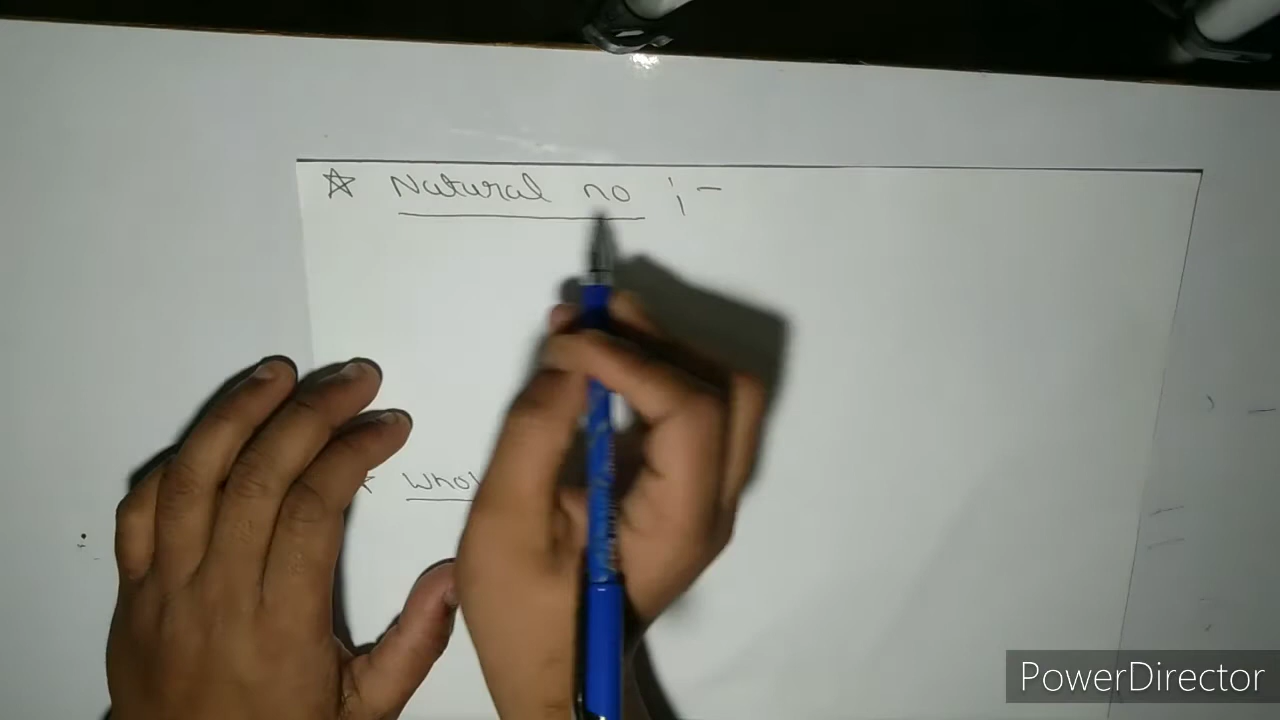 ☆ Natural no ;-
PowerDirector